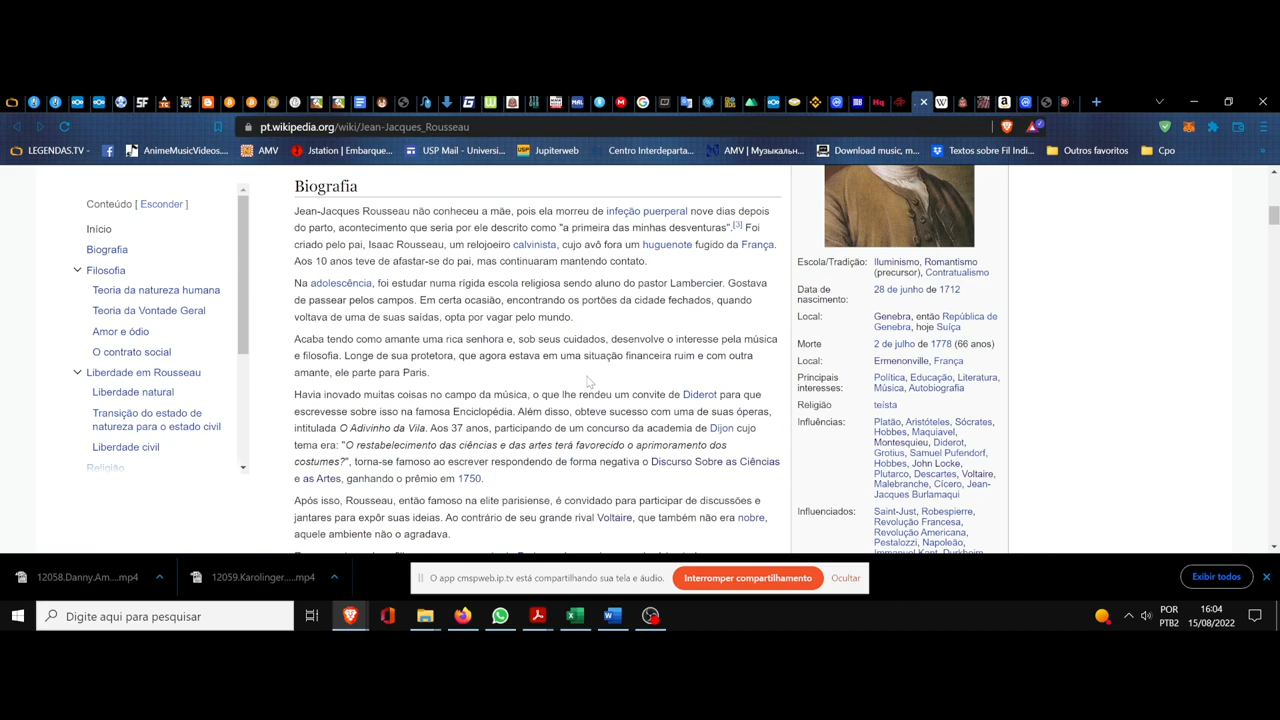 pt.wikipedia.org/wiki/Jean-Jacques_Rousseau
LEGENDAS.TV - AnimeMusicVideos... AMV Jstation | Embarque... USP Mail - Universi... Jupiterweb Centro Interdeparta... AMV | Музыкальн... Download music, m... Textos sobre Fil Indi... Outros favoritos Cpo
Conteúdo [ Esconder ]
Início
Biografia
Filosofia
Teoria da natureza humana
Teoria da Vontade Geral
Amor e ódio
O contrato social
Liberdade em Rousseau
Liberdade natural
Transição do estado de
natureza para o estado civil
Liberdade civil
Religião
Biografia
Jean-Jacques Rousseau não conheceu a mãe, pois ela morreu de infeção puerperal nove dias depois
do parto, acontecimento que seria por ele descrito como "a primeira das minhas desventuras".[3] Foi
criado pelo pai, Isaac Rousseau, um relojoeiro calvinista, cujo avô fora um huguenote fugido da França.
Aos 10 anos teve de afastar-se do pai, mas continuaram mantendo contato.
Na adolescência, foi estudar numa rígida escola religiosa sendo aluno do pastor Lambercier. Gostava
de passear pelos campos. Em certa ocasião, encontrando os portões da cidade fechados, quando
voltava de uma de suas saídas, opta por vagar pelo mundo.
Acaba tendo como amante uma rica senhora e, sob seus cuidados, desenvolve o interesse pela música
e filosofia. Longe de sua protetora, que agora estava em uma situação financeira ruim e com outra
amante, ele parte para Paris.
Havia inovado muitas coisas no campo da música, o que lhe rendeu um convite de Diderot para que
escrevesse sobre isso na famosa Enciclopédia. Além disso, obteve sucesso com uma de suas óperas,
intitulada O Adivinho da Vila. Aos 37 anos, participando de um concurso da academia de Dijon cujo
tema era: "O restabelecimento das ciências e das artes terá favorecido o aprimoramento dos
costumes?", torna-se famoso ao escrever respondendo de forma negativa o Discurso Sobre as Ciências
e as Artes, ganhando o prêmio em 1750.
Após isso, Rousseau, então famoso na elite parisiense, é convidado para participar de discussões e
jantares para expôr suas ideias. Ao contrário de seu grande rival Voltaire, que também não era nobre,
aquele ambiente não o agradava.
Escola/Tradição: Iluminismo, Romantismo
(precursor), Contratualismo
Data de 28 de junho de 1712
nascimento:
Local: Genebra, então República de
Genebra, hoje Suíça
Morte 2 de julho de 1778 (66 anos)
Local: Ermenonville, França
Principais Política, Educação, Literatura,
interesses: Música, Autobiografia
Religião teísta
Influências: Platão, Aristóteles, Sócrates,
Hobbes, Maquiavel,
Montesquieu, Diderot,
Grotius, Samuel Pufendorf,
Hobbes, John Locke,
Plutarco, Descartes, Voltaire,
Malebranche, Cícero, Jean-
Jacques Burlamaqui
Influenciados: Saint-Just, Robespierre,
Revolução Francesa,
Revolução Americana,
Pestalozzi, Napoleão,
Immanuel Kant, Durkheim
12058.Danny.Am....mp4 12059.Karolinger.....mp4 O app cmspweb.ip.tv está compartilhando sua tela e áudio. Interromper compartilhamento Ocultar Exibir todos
Digite aqui para pesquisar
POR 16:04
PTB2 15/08/2022